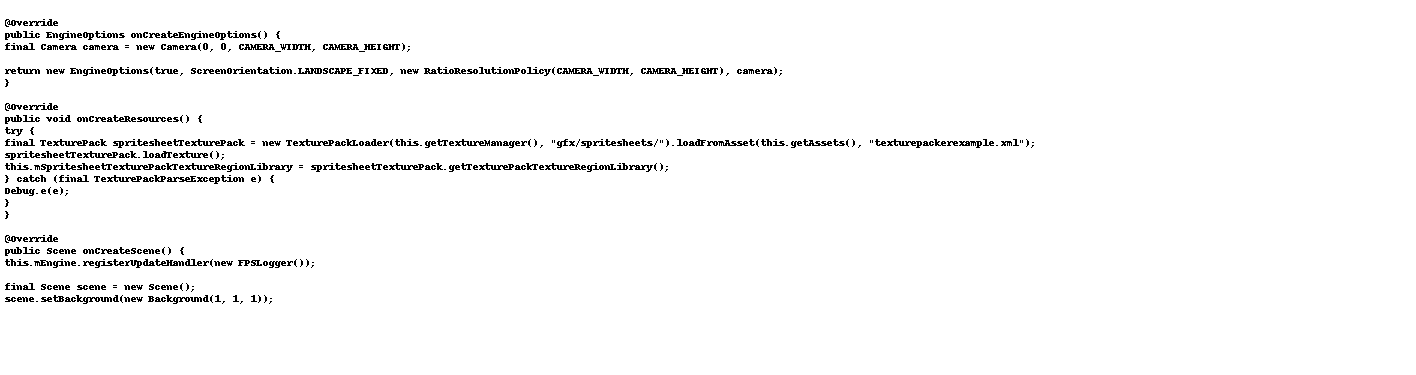 @Override
public EngineOptions onCreateEngineOptions() {
final Camera camera = new Camera(0, 0, CAMERA_WIDTH, CAMERA_HEIGHT);
return new EngineOptions(true, ScreenOrientation.LANDSCAPE_FIXED, new RatioResolutionPolicy(CAMERA_WIDTH, CAMERA_HEIGHT), camera);
}
@Override
public void onCreateResources() {
try {
final TexturePack spritesheetTexturePack = new TexturePackLoader(this.getTextureManager(), "gfx/spritesheets/").loadFromAsset(this.getAssets(), "texturepackerexample.xml");
spritesheetTexturePack.loadTexture();
this.mSpritesheetTexturePackTextureRegionLibrary = spritesheetTexturePack.getTexturePackTextureRegionLibrary();
} catch (final TexturePackParseException e) {
Debug.e(e);
}
}
@Override
public Scene onCreateScene() {
this.mEngine.registerUpdateHandler(new FPSLogger());
final Scene scene = new Scene();
scene.setBackground(new Background(1, 1, 1));